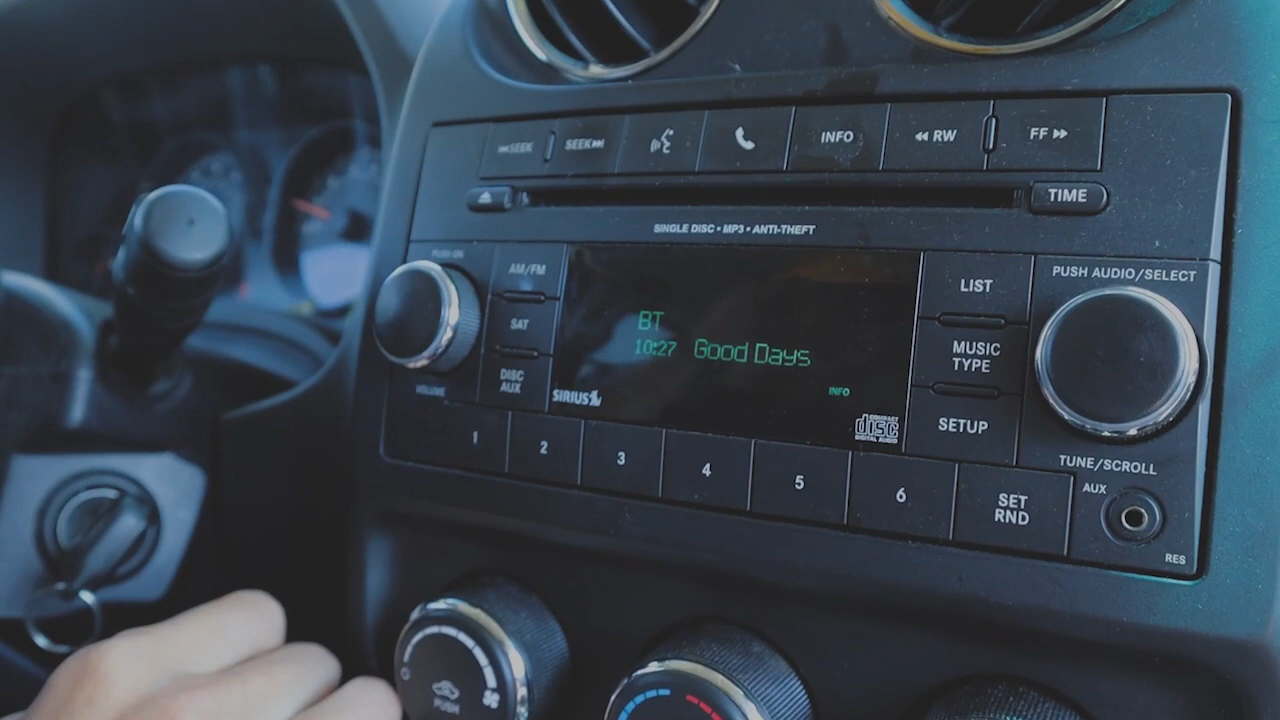 SEEK
SEEK
INFO
RW
FF
TIME
SINGLE DISC • MP3 • ANTI-THEFT
PUSH ON
AM/FM
SAT
DISC
AUX
VOLUME
BT
10:27 Good Days
INFO
SIRIUS
COMPACT
disc
DIGITAL AUDIO
LIST
MUSIC
TYPE
SETUP
PUSH AUDIO/SELECT
TUNE/SCROLL
AUX
RES
1
2
3
4
5
6
SET
RND
PUSH